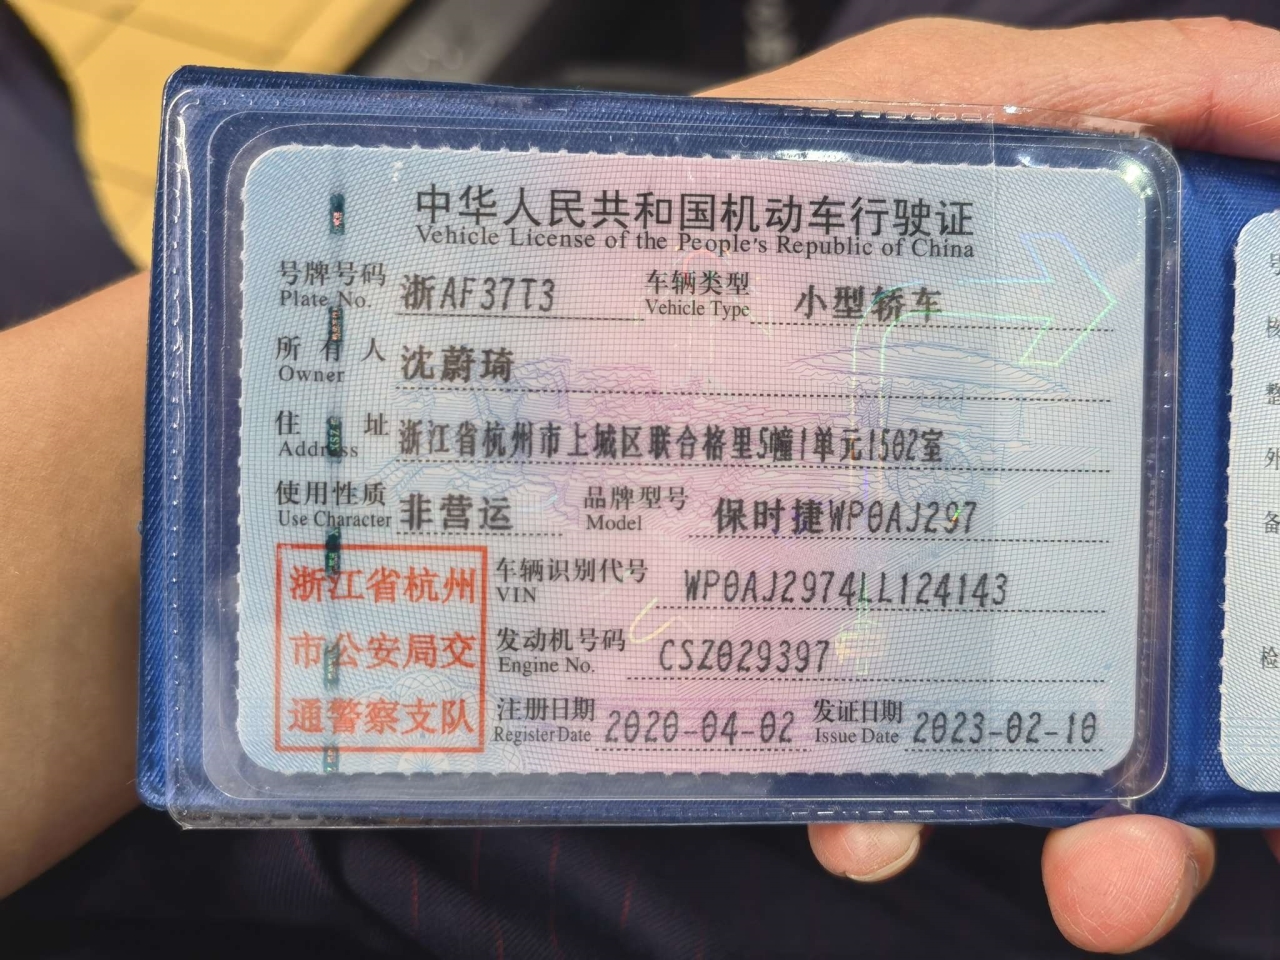 中华人民共和国机动车行驶证
Vehicle License of the People's Republic of China
号牌号码 浙AF37T3 车辆类型 小型轿车
Plate No. Vehicle Type
所有人 沈蔚琦
Owner
住址 浙江省杭州市上城区联合格里5幢1单元1502室
Address
使用性质 非营运 品牌型号 保时捷WP0AJ297
Use Character Model
浙江省杭州
市公安局交
通警察支队
车辆识别代号 WP0AJ2974LL124143
VIN
发动机号码 CSZ029397
Engine No.
注册日期 2020-04-02 发证日期 2023-02-10
Register Date Issue Date
号
核
整
外
备
检